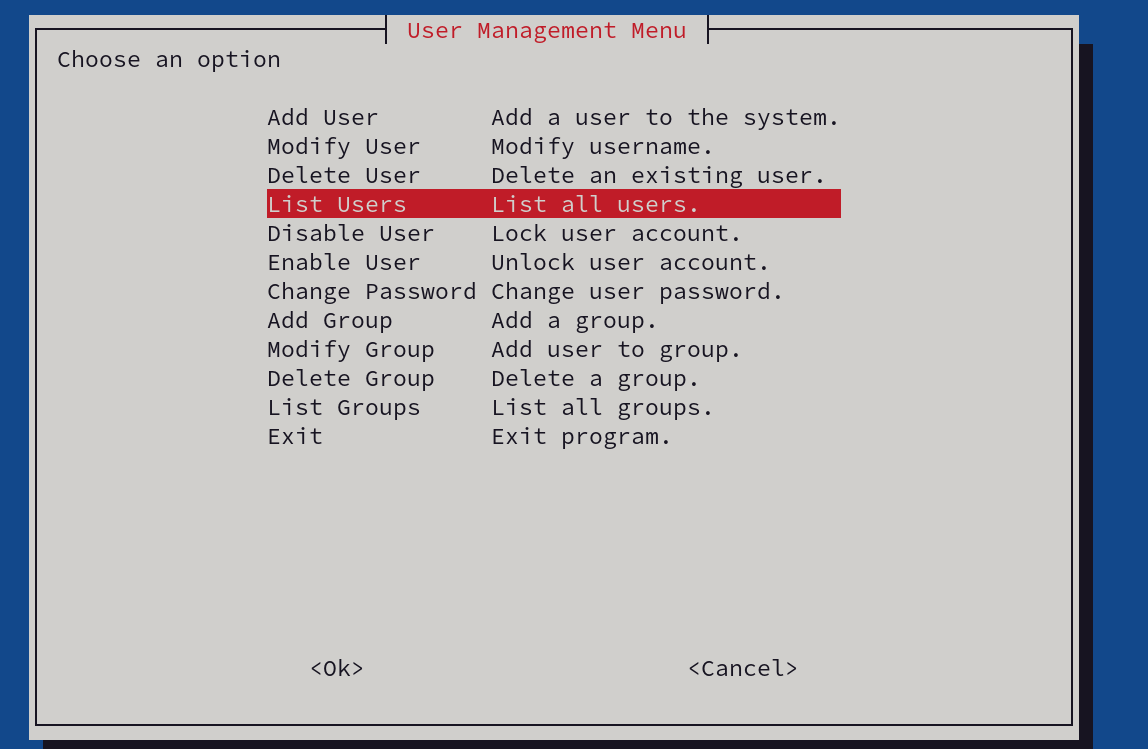 User Management Menu
Choose an option
Add User Add a user to the system.
Modify User Modify username.
Delete User Delete an existing user.
List Users List all users.
Disable User Lock user account.
Enable User Unlock user account.
Change Password Change user password.
Add Group Add a group.
Modify Group Add user to group.
Delete Group Delete a group.
List Groups List all groups.
Exit Exit program.
<Ok> <Cancel>